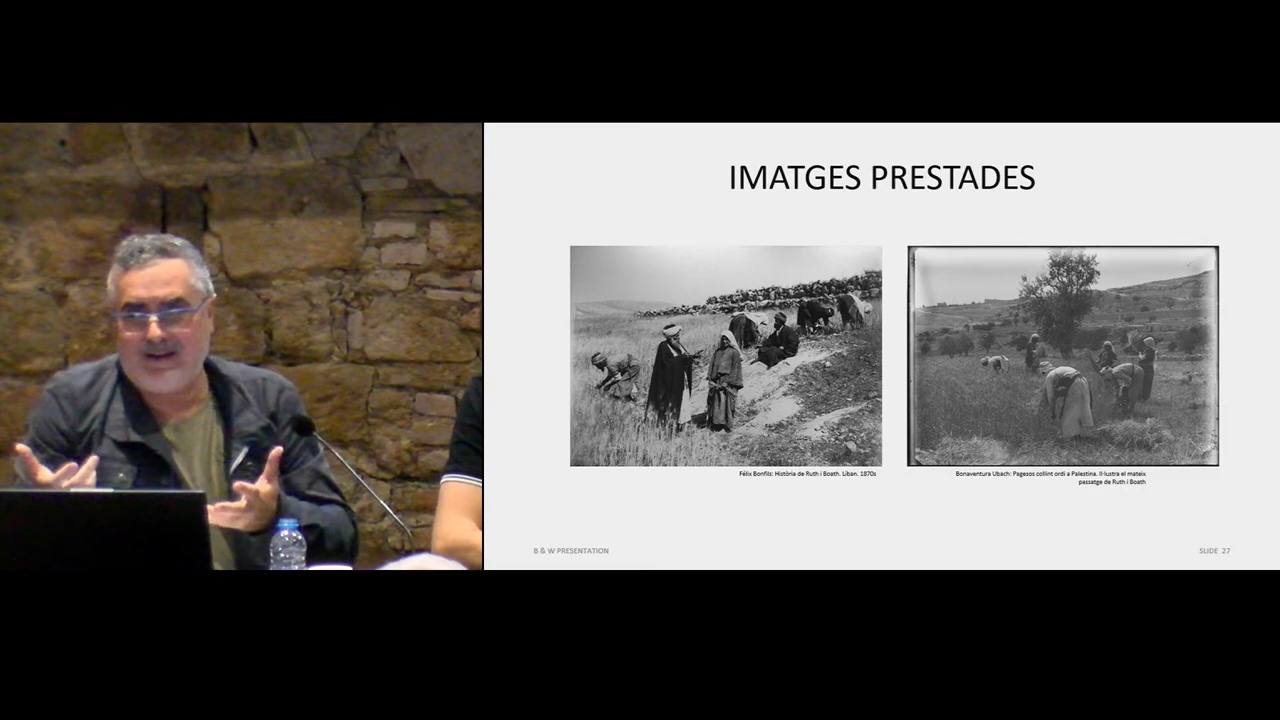 IMATGES PRESTADES
Félix Bonfils: Història de Ruth i Boath. Líban. 1870s
Bonaventura Ubach: Pagesos collint ordi a Palestina. Il·lustra el mateix
passatge de Ruth i Boath
B & W PRESENTATION
SLIDE 27